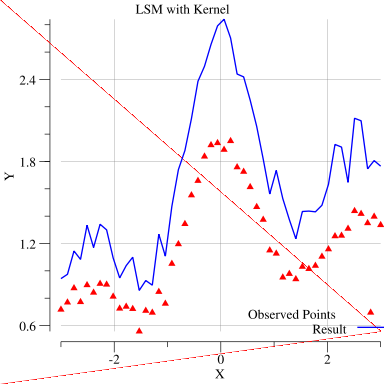 LSM with Kernel
Y
2.4
1.8
1.2
0.6
Observed Points
Result
-2
0
2
X